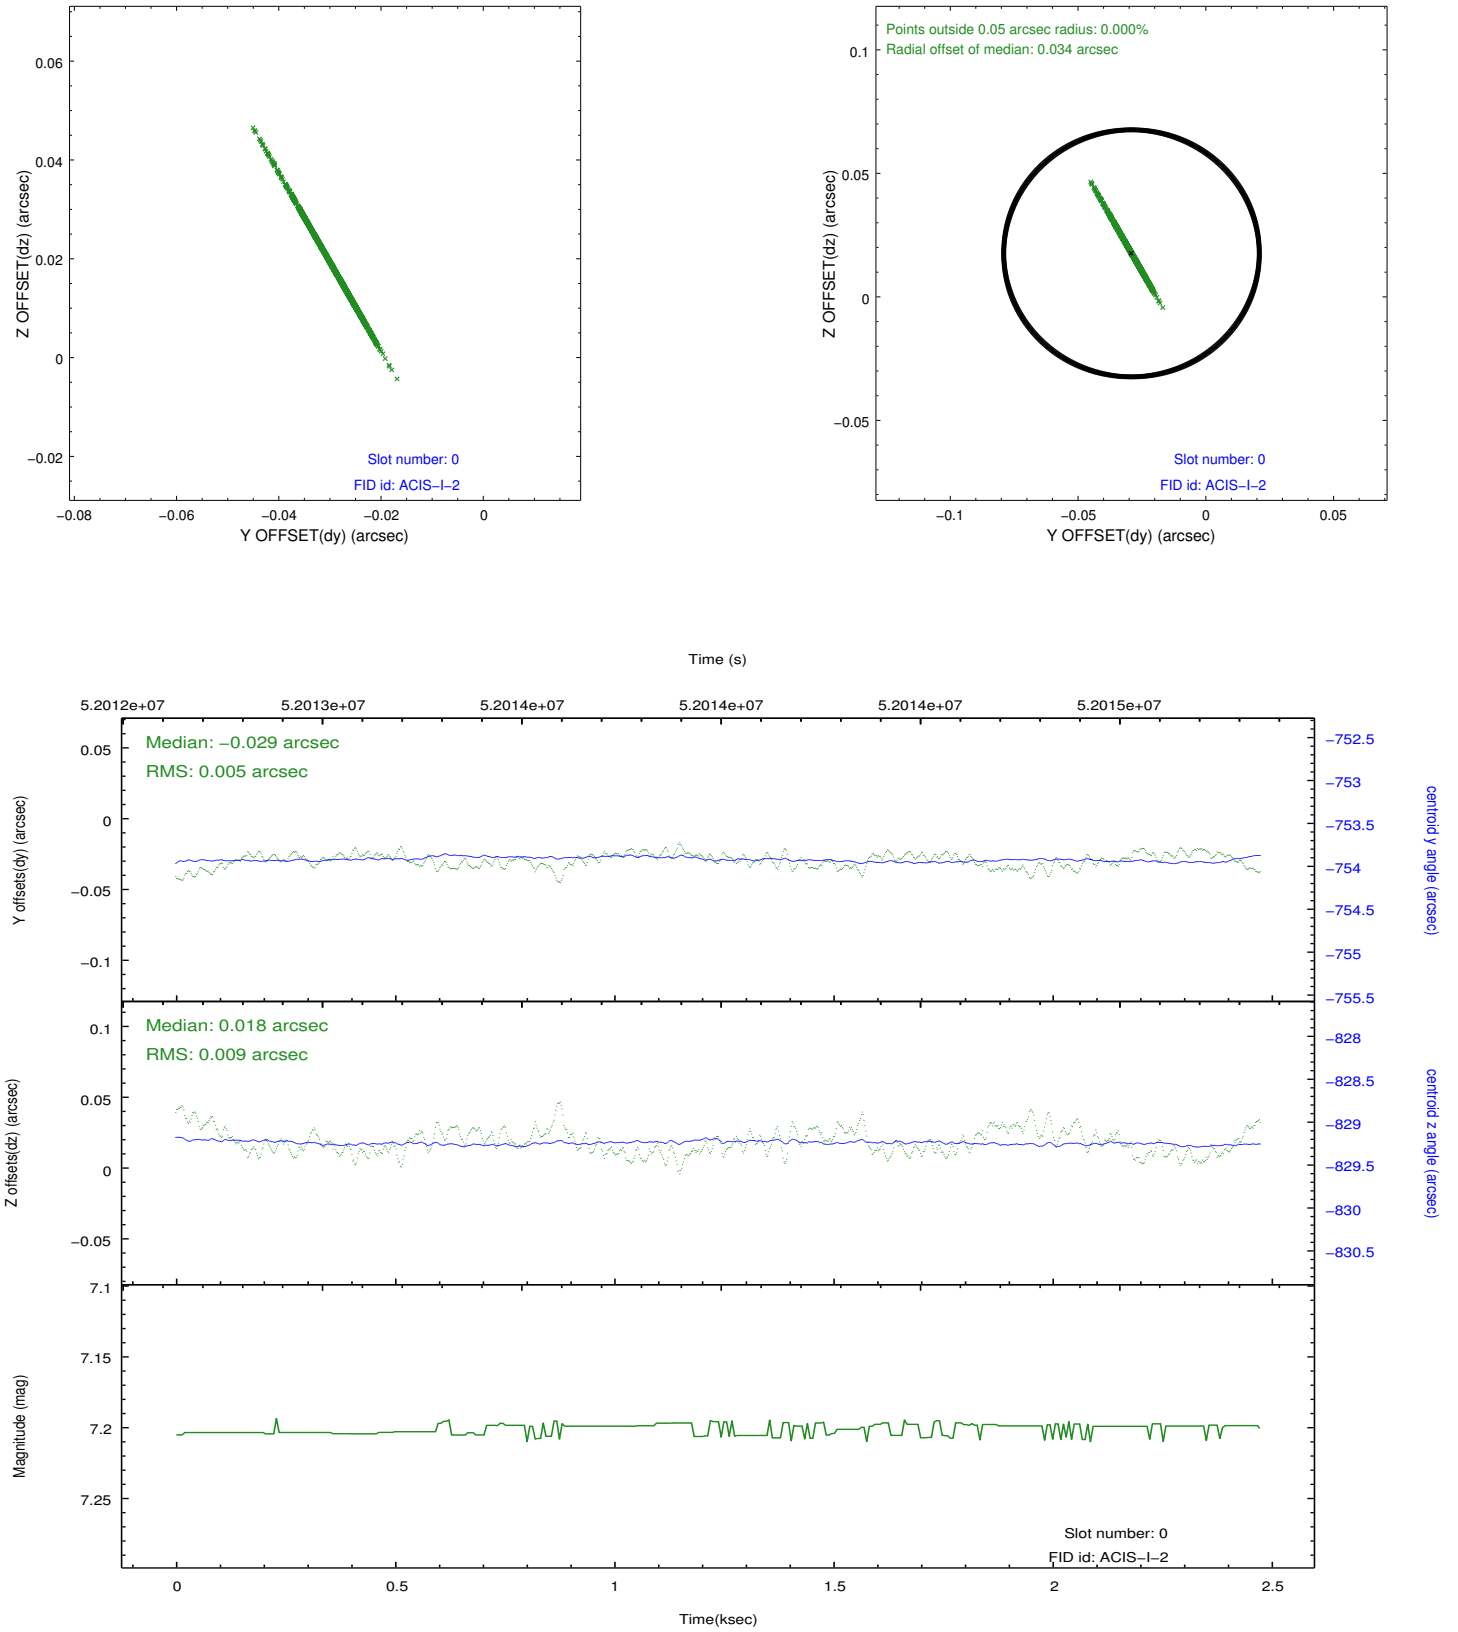 0.06
0.04
0.02
0
−0.02
Z OFFSET(dz) (arcsec)
Slot number: 0
FID id: ACIS−I−2
−0.08
−0.06
−0.04
−0.02
0
Y OFFSET(dy) (arcsec)
Points outside 0.05 arcsec radius: 0.000%
Radial offset of median: 0.034 arcsec
0.1
0.05
0
−0.05
Z OFFSET(dz) (arcsec)
Slot number: 0
FID id: ACIS−I−2
−0.1
−0.05
0
0.05
Y OFFSET(dy) (arcsec)
Time (s)
5.2012e+07
5.2013e+07
5.2014e+07
5.2014e+07
5.2014e+07
5.2015e+07
Median: −0.029 arcsec
RMS: 0.005 arcsec
0.05
0
−0.05
−0.1
Y offsets(dy) (arcsec)
−752.5
−753
−753.5
−754
−754.5
−755
−755.5
centroid y angle (arcsec)
Median: 0.018 arcsec
RMS: 0.009 arcsec
0.1
0.05
0
−0.05
Z offsets(dz) (arcsec)
−828
−828.5
−829
−829.5
−830
−830.5
centroid z angle (arcsec)
7.1
7.15
7.2
7.25
Magnitude (mag)
Slot number: 0
FID id: ACIS−I−2
0
0.5
1
1.5
2
2.5
Time(ksec)